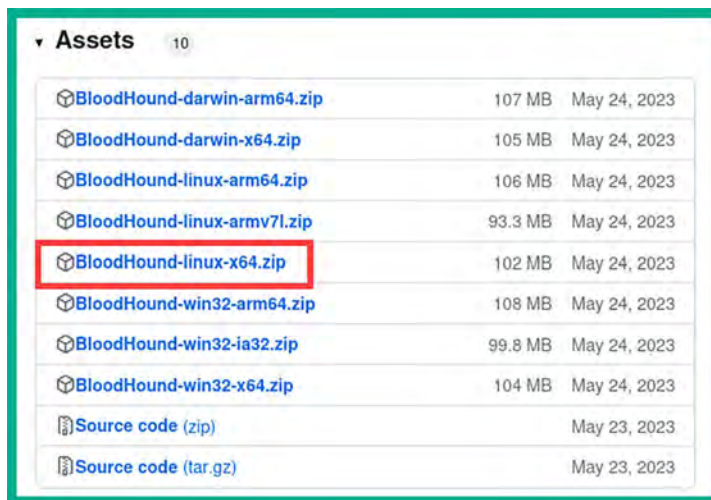 Assets 10
BloodHound-darwin-arm64.zip 107 MB May 24, 2023
BloodHound-darwin-x64.zip 105 MB May 24, 2023
BloodHound-linux-arm64.zip 106 MB May 24, 2023
BloodHound-linux-armv7l.zip 93.3 MB May 24, 2023
BloodHound-linux-x64.zip 102 MB May 24, 2023
BloodHound-win32-arm64.zip 108 MB May 24, 2023
BloodHound-win32-ia32.zip 99.8 MB May 24, 2023
BloodHound-win32-x64.zip 104 MB May 24, 2023
Source code (zip) May 23, 2023
Source code (tar.gz) May 23, 2023